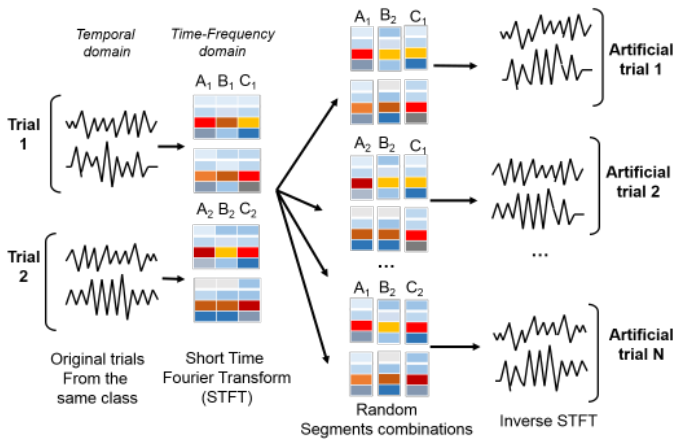 Temporal
domain
Time-Frequency
domain
A1 B1 C1
Trial
1
A2 B2 C2
Trial
2
Original trials
From the
same class
Short Time
Fourier Transform
(STFT)
A1 B2 C1
A2 B2 C1
...
A1 B2 C2
Random
Segments combinations
Artificial
trial 1
Artificial
trial 2
...
Artificial
trial N
Inverse STFT